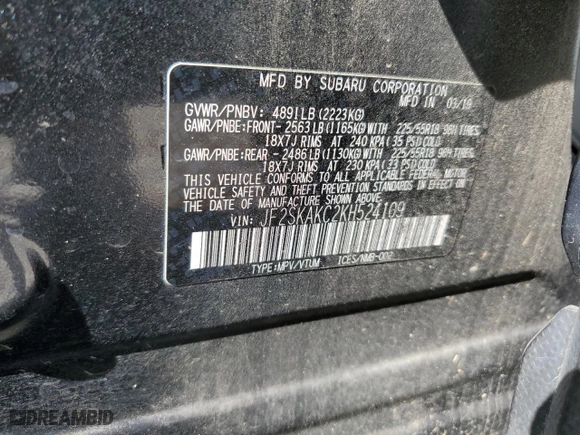 MFD BY SUBARU CORPORATION
MFD IN 03/19
GVWR/PNBV: 4891LB(2223KG)
GAWR/PNBE:FRONT-2563LB(1165KG)WITH 225/55R18 98H TIRES,
18X7J RIMS AT 240 KPA(35 PSI)COLD
GAWR/PNBE:REAR -2486LB(1130KG)WITH 225/55R18 98H TIRES,
18X7J RIMS AT 230 KPA(33 PSI)COLD
THIS VEHICLE CONFORMS TO ALL APPLICABLE FEDERAL MOTOR
VEHICLE SAFETY AND THEFT PREVENTION STANDARDS IN EFFECT
ON THE DATE OF MANUFACTURE SHOWN ABOVE.
VIN: JF2SKAKC2KH524109
TYPE:MPV/VTUM ICES/NMB-002
DREAMBID